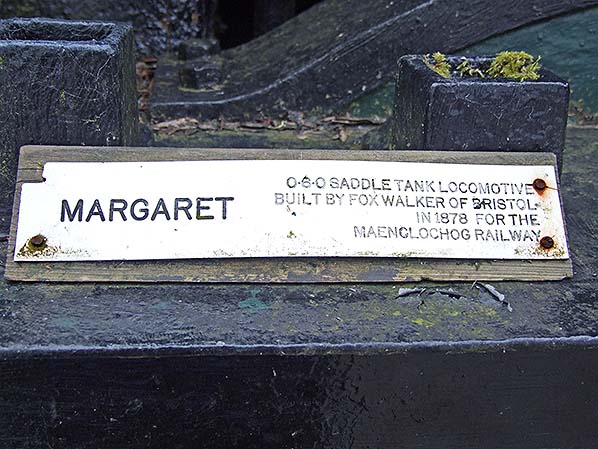 MARGARET
0-6-0 SADDLE TANK LOCOMOTIVE
BUILT BY FOX WALKER OF BRISTOL
IN 1878 FOR THE
MAENCLOCHOG RAILWAY